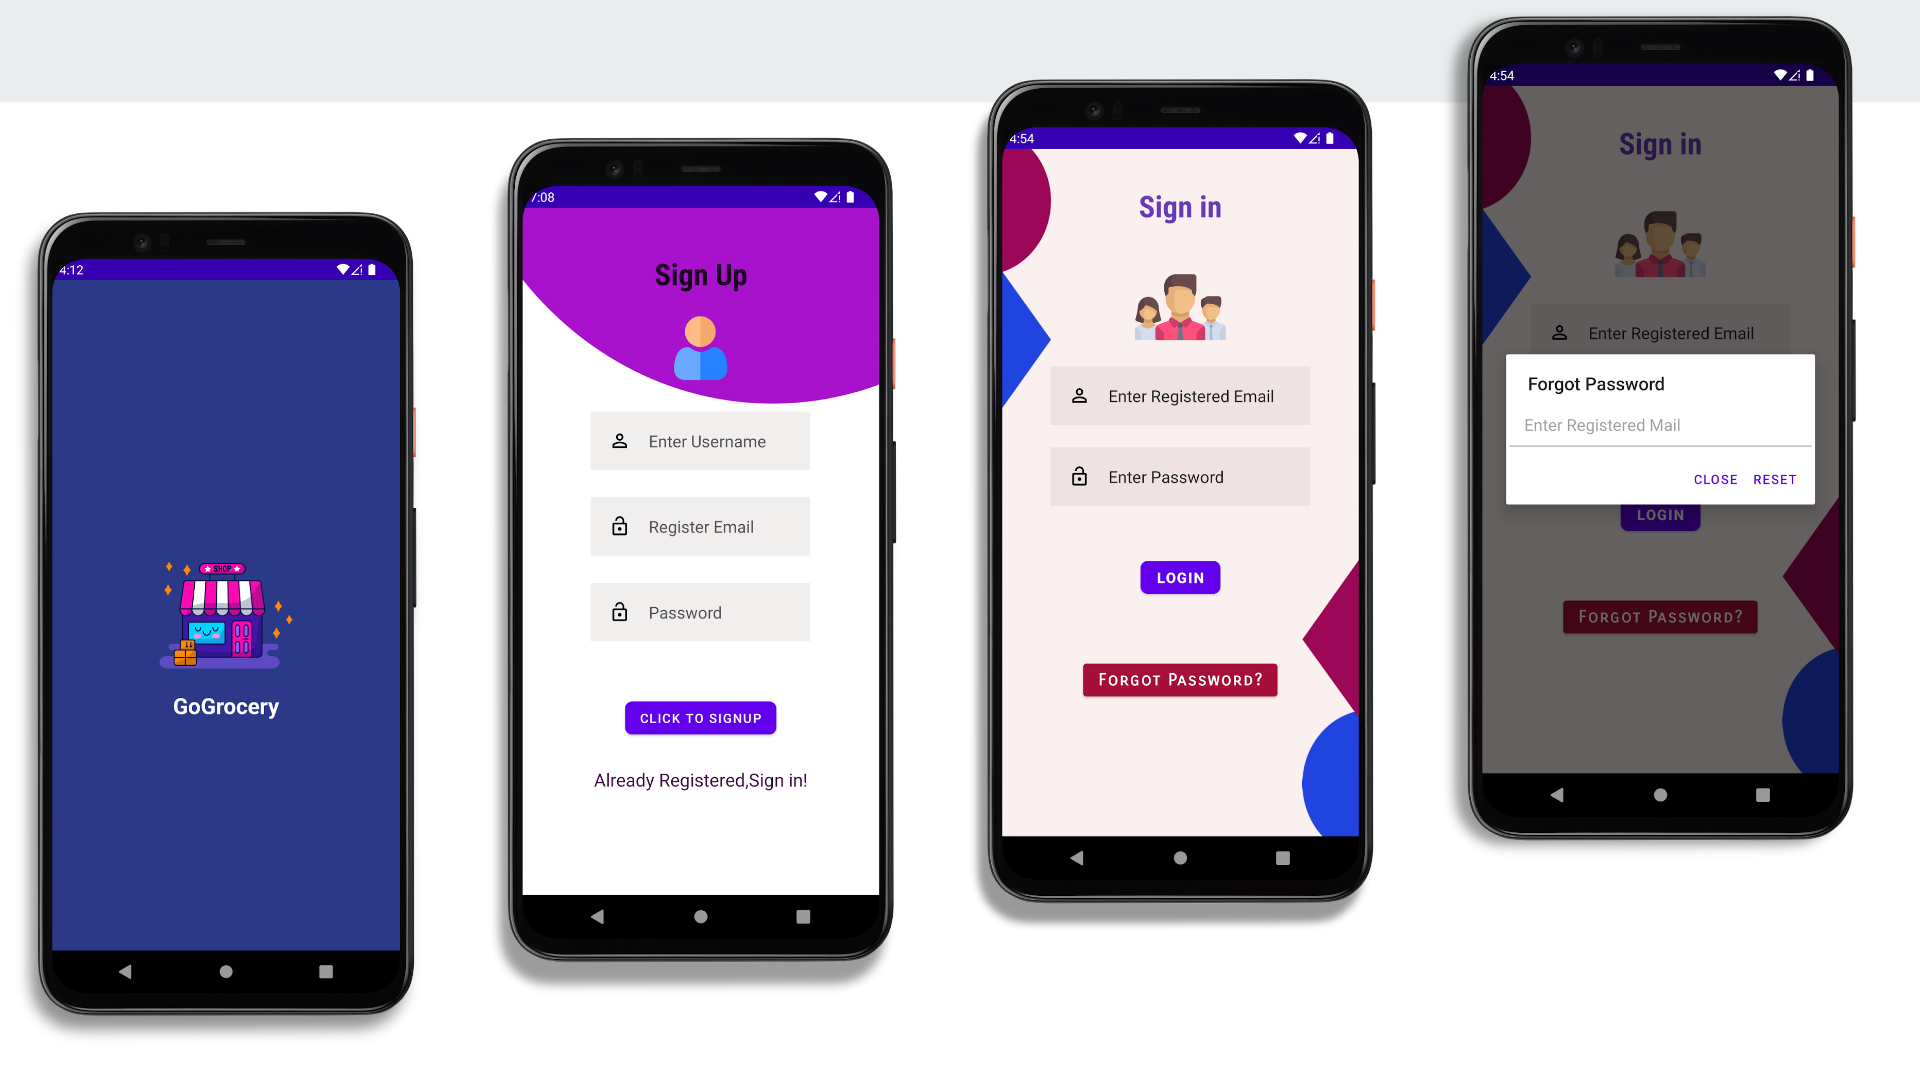 4:12
SHOP
GoGrocery
7:08
Sign Up
Enter Username
Register Email
Password
CLICK TO SIGNUP
Already Registered,Sign in!
4:54
Sign in
Enter Registered Email
Enter Password
LOGIN
Forgot Password?
4:54
Sign in
Enter Registered Email
Forgot Password
Enter Registered Mail
CLOSE RESET
LOGIN
Forgot Password?